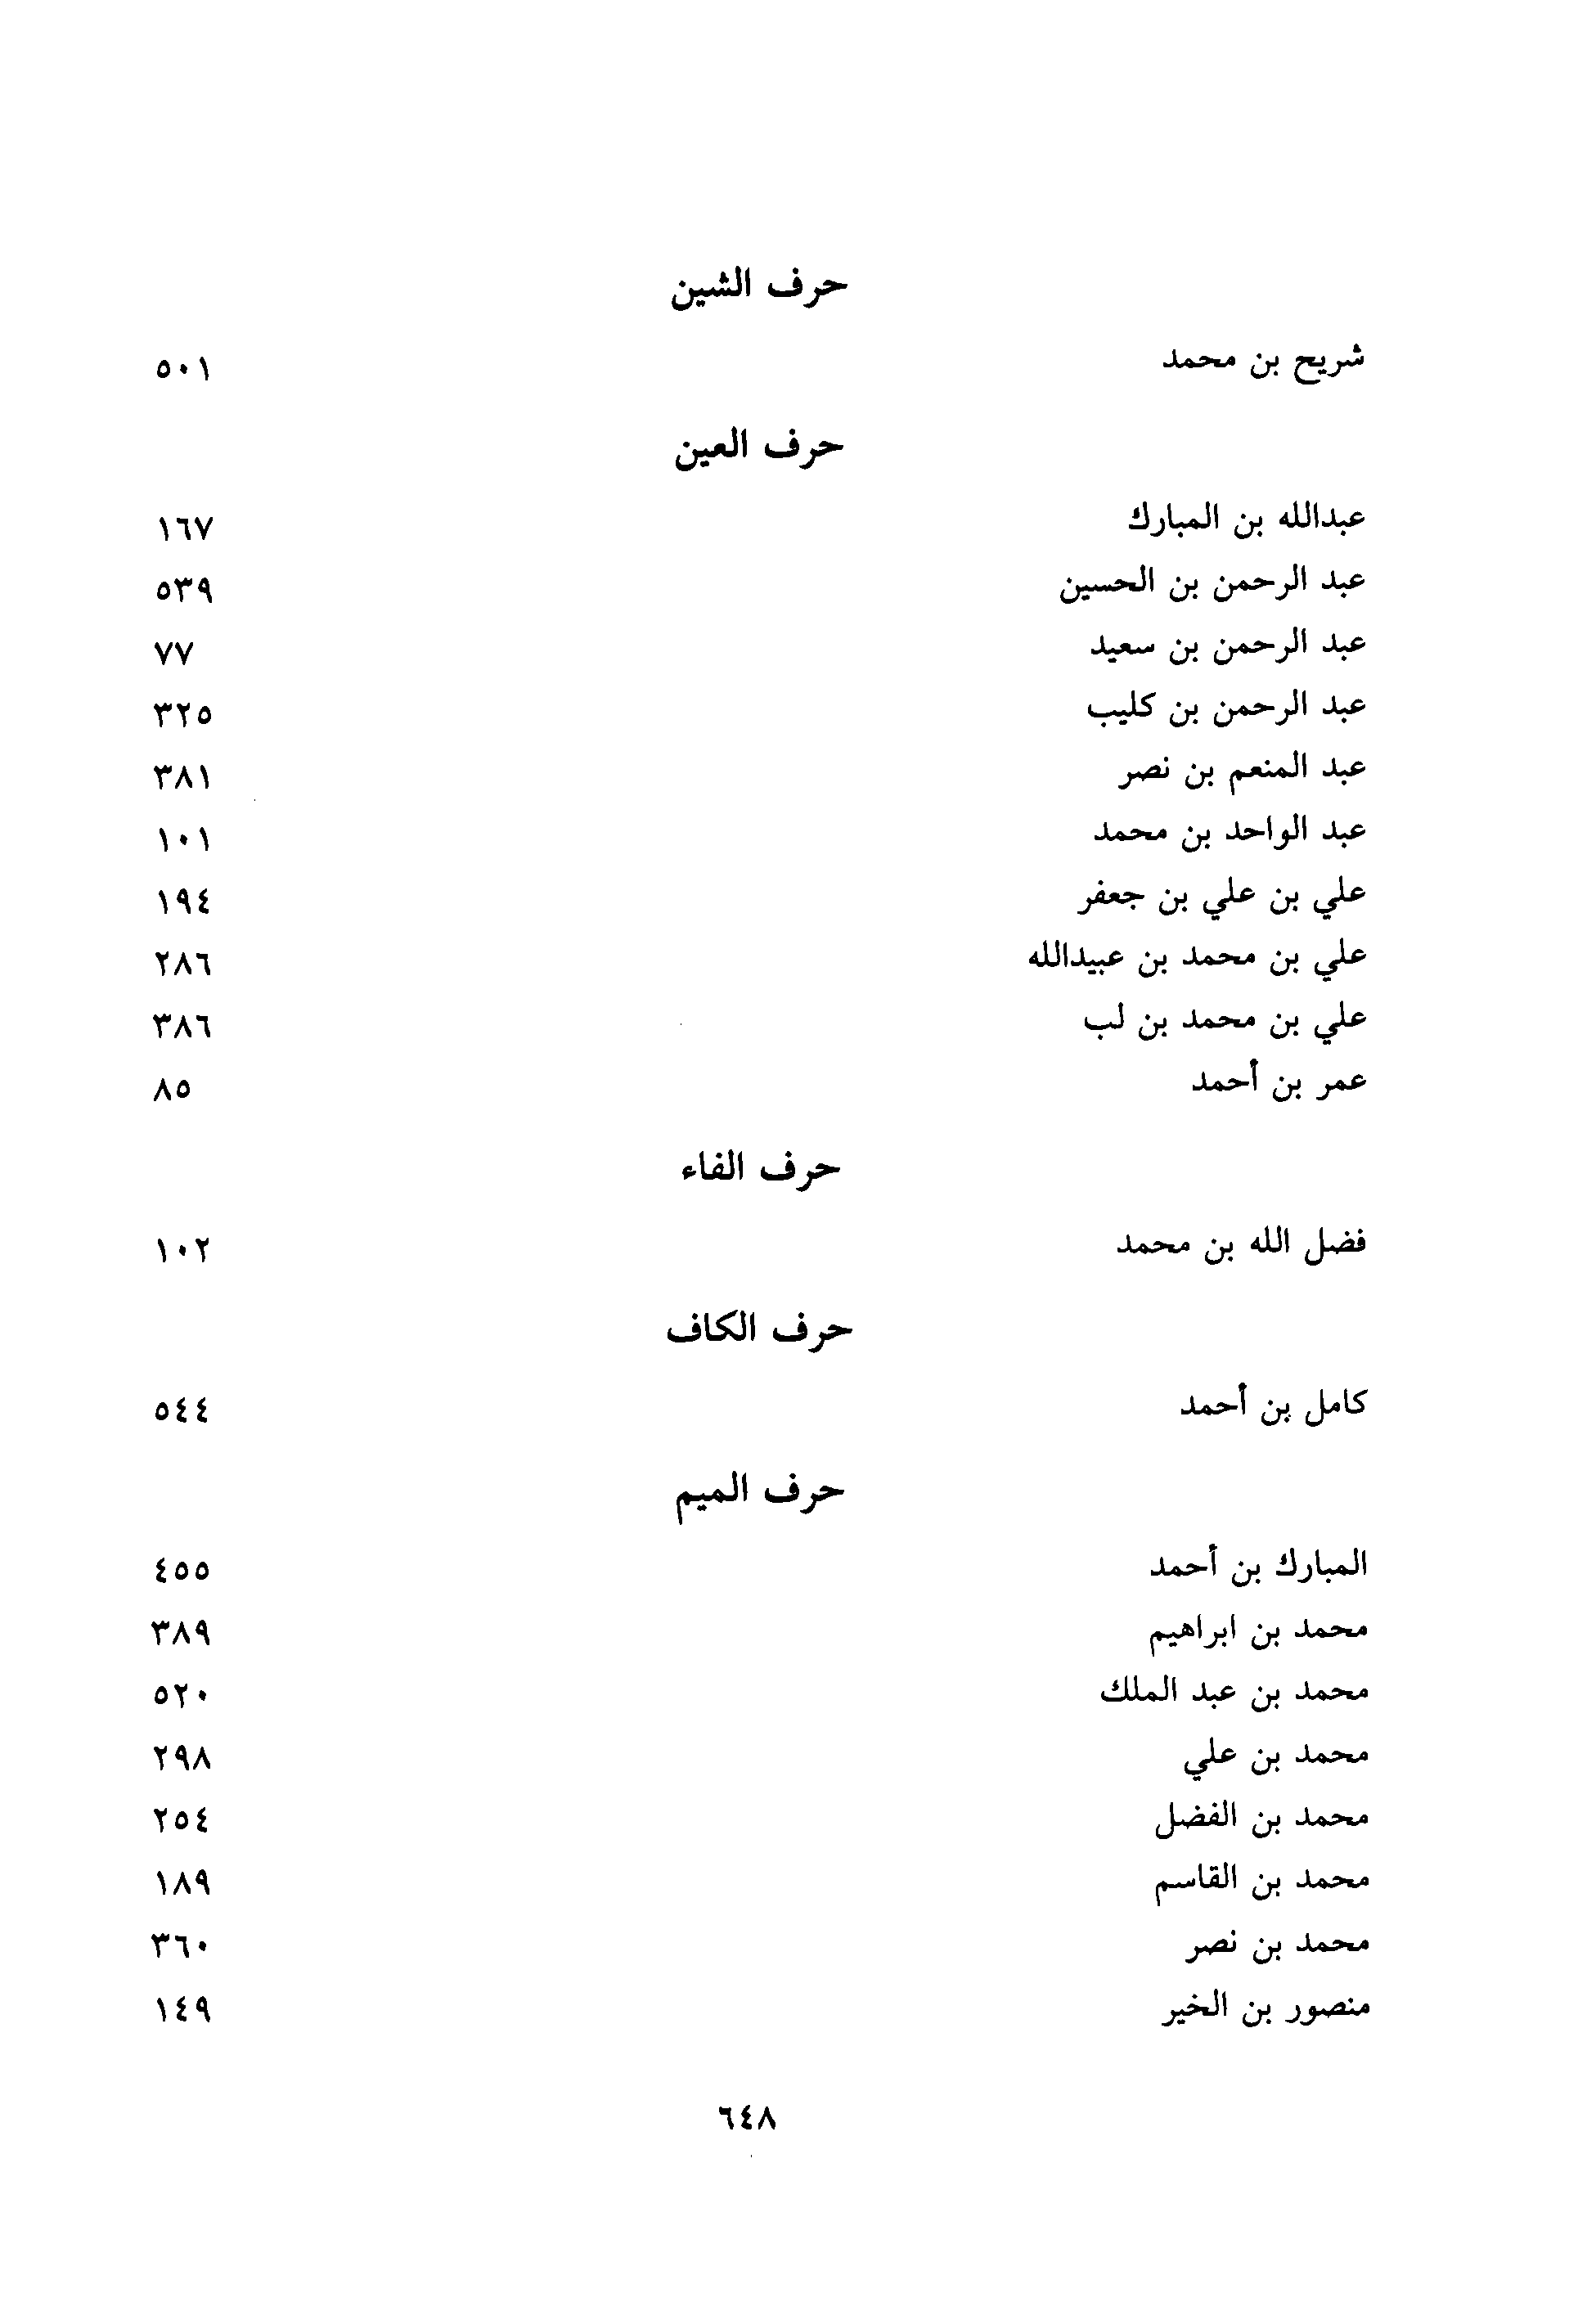 حرف الشين
شريح بن محمد ٥٠١
حرف العين
عبدالله بن المبارك ١٦٧
عبد الرحمن بن الحسين ٥٣٩
عبد الرحمن بن سعيد ٧٧
عبد الرحمن بن كليب ٣٢٥
عبد المنعم بن نصر ٣٨١
عبد الواحد بن محمد ١٠١
علي بن علي بن جعفر ١٩٤
علي بن محمد بن عبيدالله ٢٨٦
علي بن محمد بن لب ٣٨٦
عمر بن أحمد ٨٥
حرف الفاء
فضل الله بن محمد ١٠٢
حرف الكاف
كامل بن أحمد ٥٤٤
حرف الميم
المبارك بن أحمد ٤٥٥
محمد بن ابراهيم ٣٨٩
محمد بن عبد الملك ٥٢٠
محمد بن علي ٢٩٨
محمد بن الفضل ٢٥٤
محمد بن القاسم ١٨٩
محمد بن نصر ٣٦٠
منصور بن الخير ١٤٩
٦٤٨